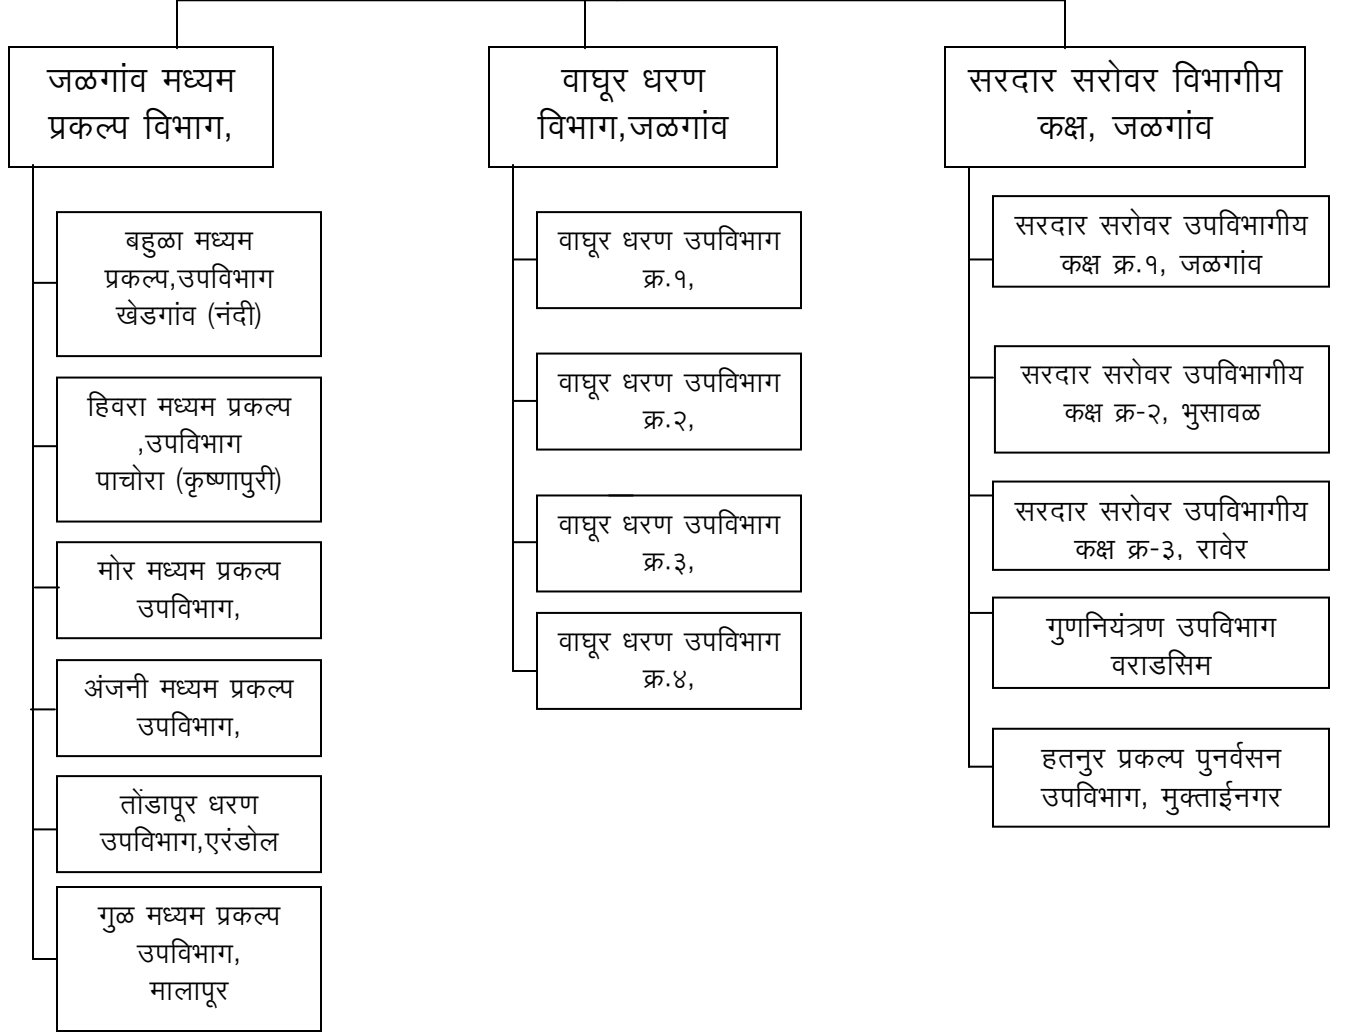 जळगांव मध्यम
प्रकल्प विभाग,
बहुळा मध्यम
प्रकल्प,उपविभाग
खेडगांव (नंदी)
हिवरा मध्यम प्रकल्प
,उपविभाग
पाचोरा (कृष्णापुरी)
मोर मध्यम प्रकल्प
उपविभाग,
अंजनी मध्यम प्रकल्प
उपविभाग,
तोंडापूर धरण
उपविभाग,एरंडोल
गुळ मध्यम प्रकल्प
उपविभाग,
मालापूर
वाघूर धरण
विभाग,जळगांव
वाघूर धरण उपविभाग
क्र.१,
वाघूर धरण उपविभाग
क्र.२,
वाघूर धरण उपविभाग
क्र.३,
वाघूर धरण उपविभाग
क्र.४,
सरदार सरोवर विभागीय
कक्ष, जळगांव
सरदार सरोवर उपविभागीय
कक्ष क्र.१, जळगांव
सरदार सरोवर उपविभागीय
कक्ष क्र-२, भुसावळ
सरदार सरोवर उपविभागीय
कक्ष क्र-३, रावेर
गुणनियंत्रण उपविभाग
वराडसिम
हतनुर प्रकल्प पुनर्वसन
उपविभाग, मुक्ताईनगर